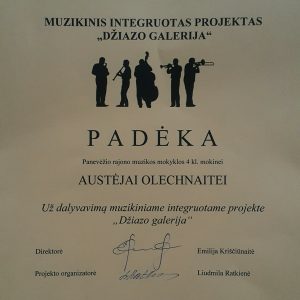 MUZIKINIS INTEGRUOTAS PROJEKTAS
„DŽIAZO GALERIJA“
PADĖKA
Panevėžio rajono muzikos mokyklos 4 kl. mokinei
AUSTĖJAI OLECHNAITEI
Už dalyvavimą muzikiniame integruotame projekte
„Džiazo galerija“
Direktorė Emilija Kriščiūnaitė
Projekto organizatorė Liudmila Ratkienė